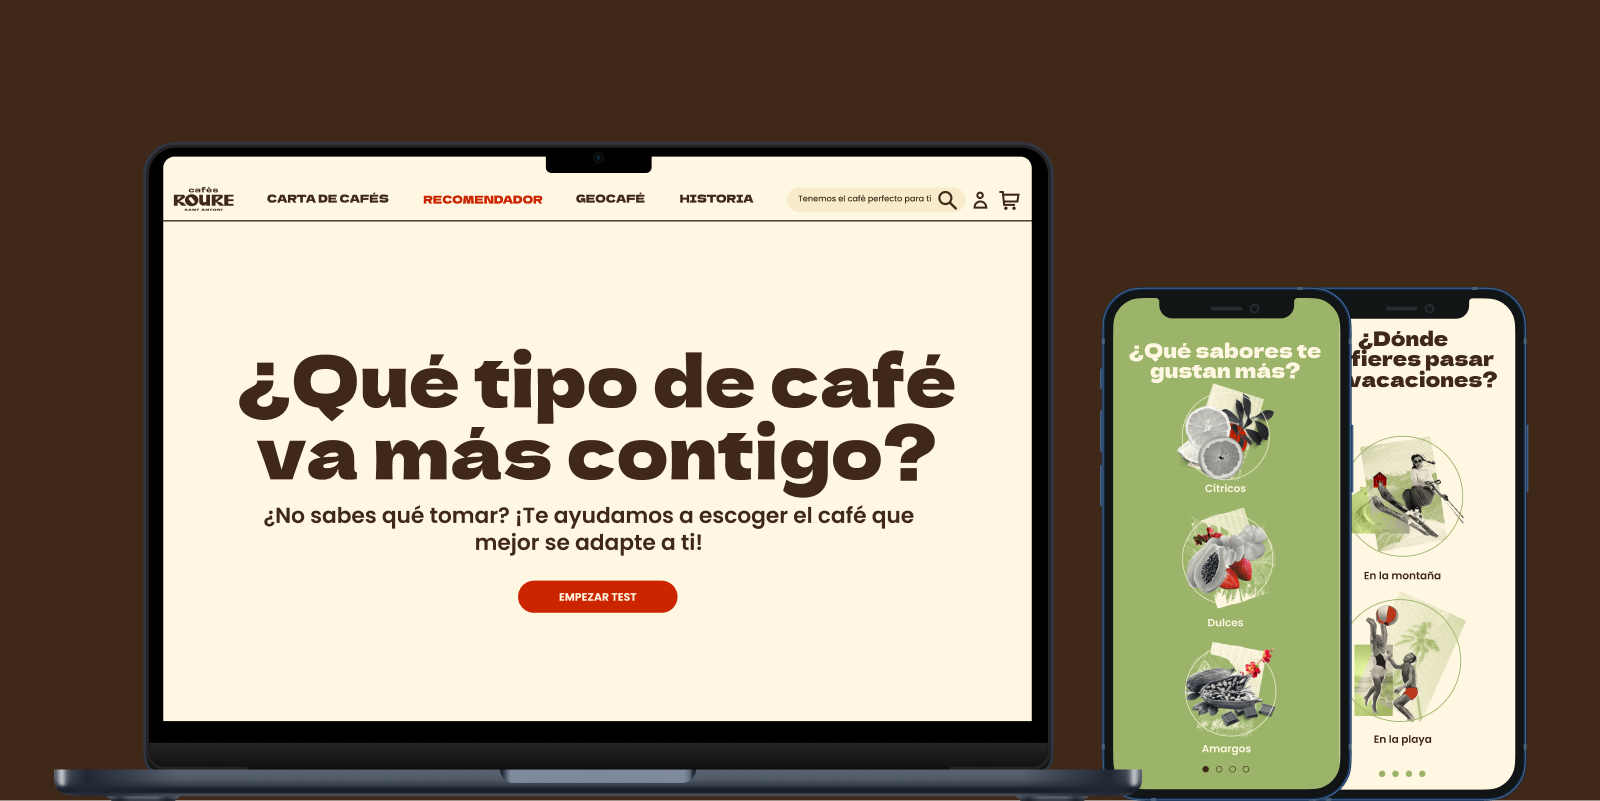 cafès
ROURE
SANT ANTONI
CARTA DE CAFÉS
RECOMENDADOR
GEOCAFÉ
HISTORIA
Tenemos el café perfecto para ti
¿Qué tipo de café
va más contigo?
¿No sabes qué tomar? ¡Te ayudamos a escoger el café que
mejor se adapte a ti!
EMPEZAR TEST
¿Qué sabores te
gustan más?
Cítricos
Dulces
Amargos
¿Dónde
fieres pasar
vacaciones?
En la montaña
En la playa